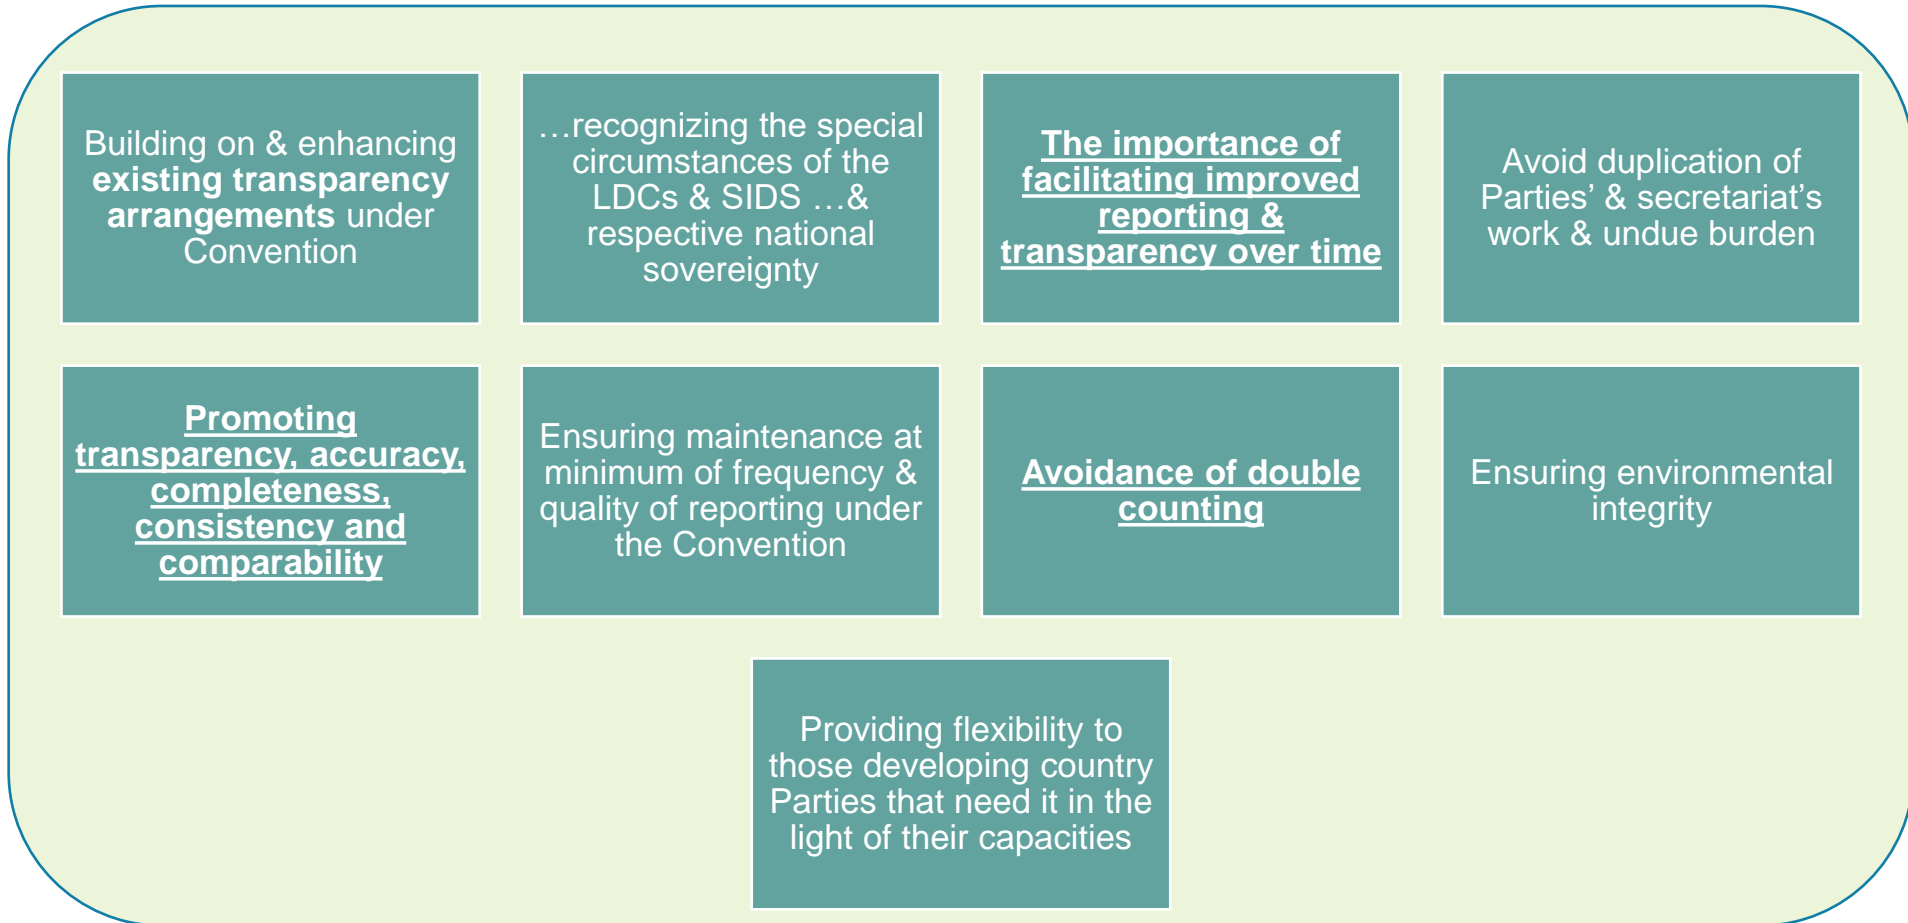 Building on & enhancing
existing transparency
arrangements under
Convention
…recognizing the special
circumstances of the
LDCs & SIDS …&
respective national
sovereignty
The importance of
facilitating improved
reporting &
transparency over time
Avoid duplication of
Parties’ & secretariat’s
work & undue burden
Promoting
transparency, accuracy,
completeness,
consistency and
comparability
Ensuring maintenance at
minimum of frequency &
quality of reporting under
the Convention
Avoidance of double
counting
Ensuring environmental
integrity
Providing flexibility to
those developing country
Parties that need it in the
light of their capacities